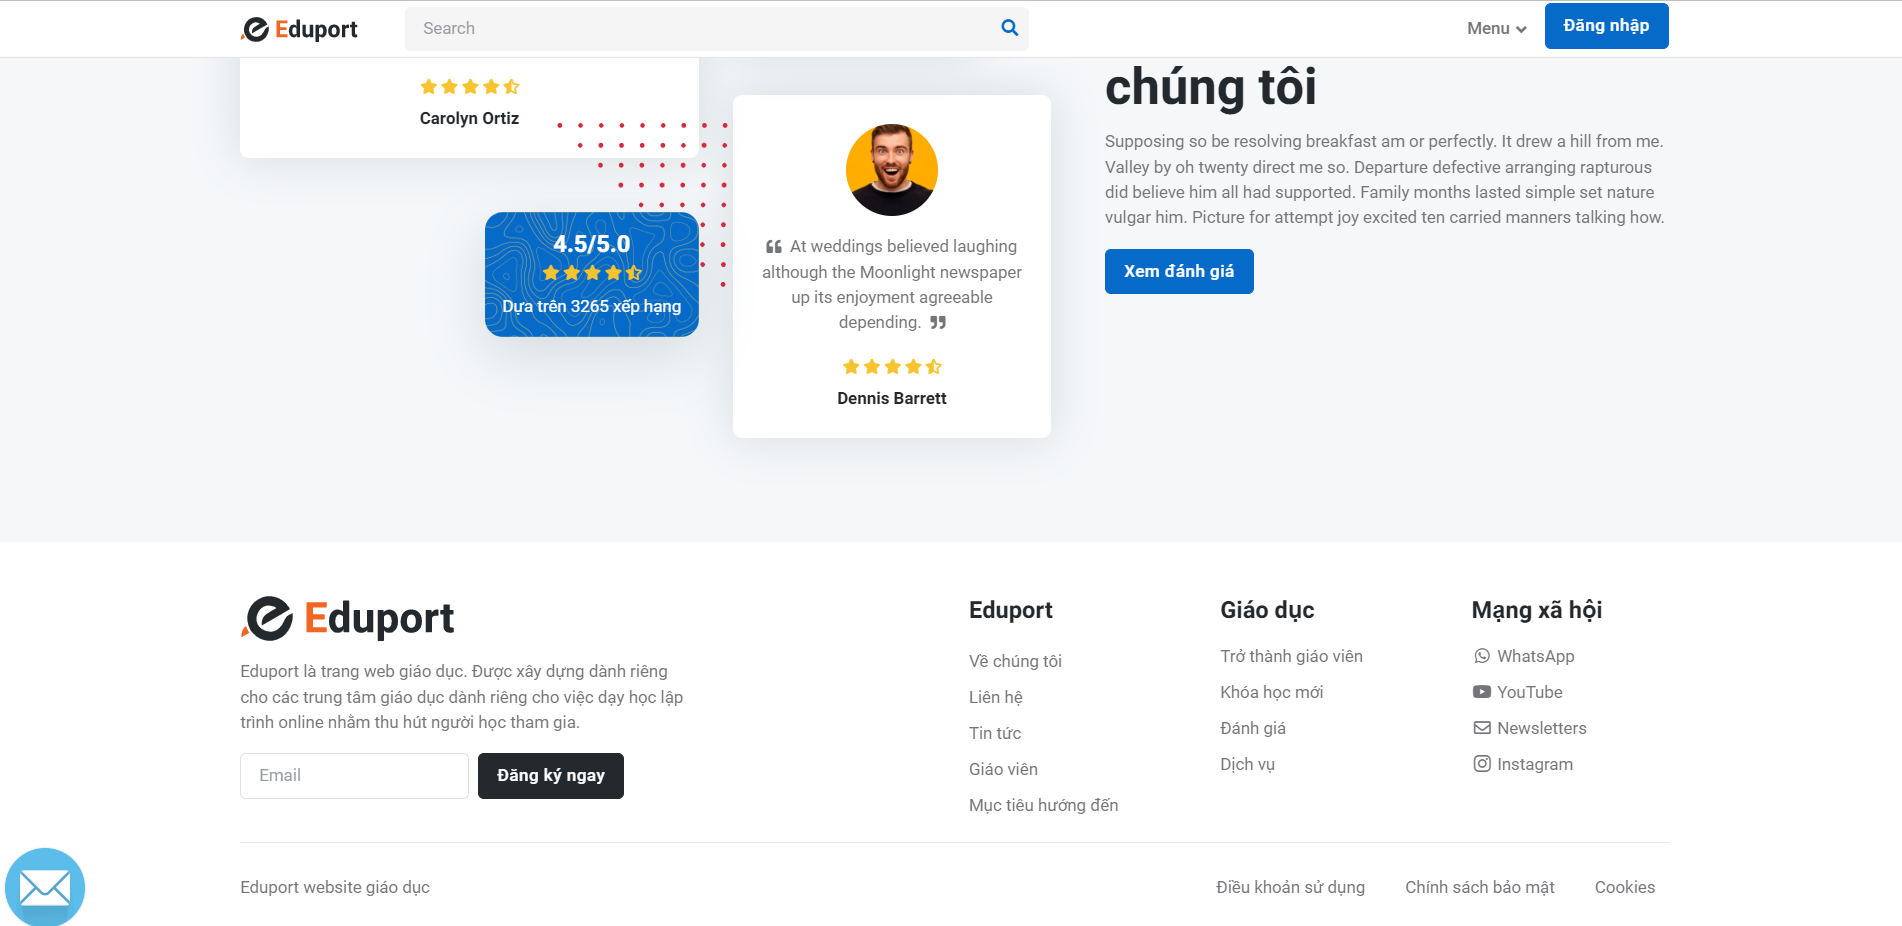 Eduport
Search
Menu
Đăng nhập
Carolyn Ortiz
4.5/5.0
Dựa trên 3265 xếp hạng
“ At weddings believed laughing
although the Moonlight newspaper
up its enjoyment agreeable
depending. ”
Dennis Barrett
chúng tôi
Supposing so be resolving breakfast am or perfectly. It drew a hill from me.
Valley by oh twenty direct me so. Departure defective arranging rapturous
did believe him all had supported. Family months lasted simple set nature
vulgar him. Picture for attempt joy excited ten carried manners talking how.
Xem đánh giá
Eduport
Eduport là trang web giáo dục. Được xây dựng dành riêng
cho các trung tâm giáo dục dành riêng cho việc dạy học lập
trình online nhằm thu hút người học tham gia.
Email
Đăng ký ngay
Eduport
Về chúng tôi
Liên hệ
Tin tức
Giáo viên
Mục tiêu hướng đến
Giáo dục
Trở thành giáo viên
Khóa học mới
Đánh giá
Dịch vụ
Mạng xã hội
WhatsApp
YouTube
Newsletters
Instagram
Eduport website giáo dục
Điều khoản sử dụng
Chính sách bảo mật
Cookies